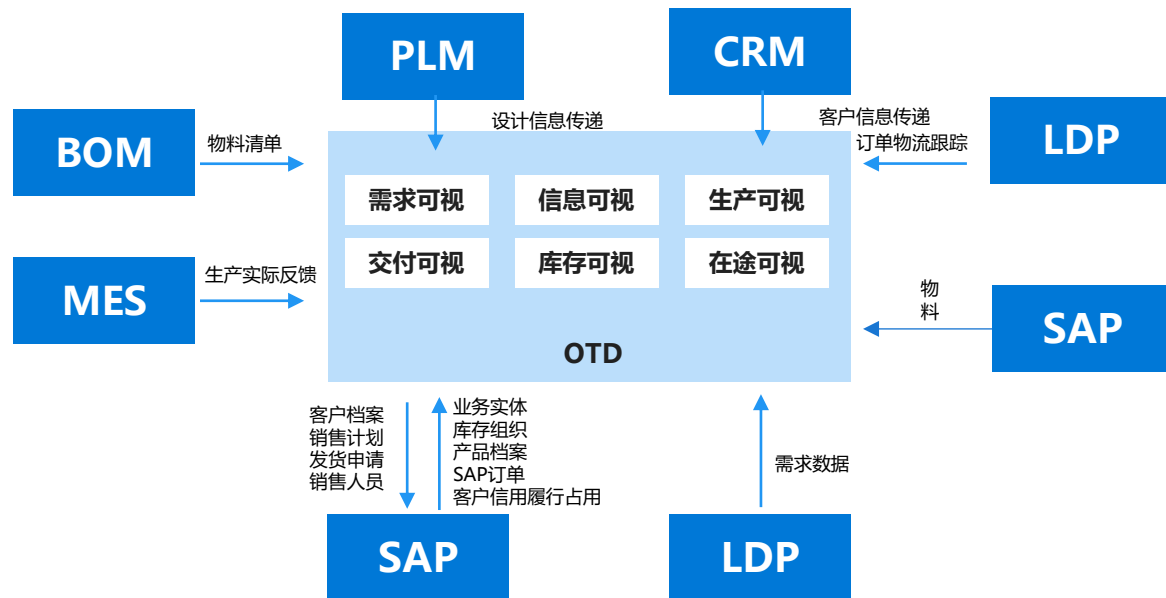 PLM
CRM
BOM
物料清单
设计信息传递
客户信息传递
订单物流跟踪
LDP
需求可视
信息可视
生产可视
交付可视
库存可视
在途可视
MES
生产实际反馈
物
料
SAP
OTD
客户档案
销售计划
发货申请
销售人员
业务实体
库存组织
产品档案
SAP订单
客户信用履行占用
需求数据
SAP
LDP